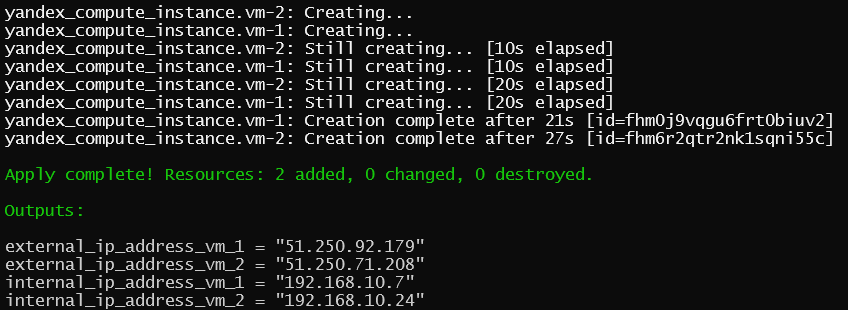 yandex_compute_instance.vm-2: Creating...
yandex_compute_instance.vm-1: Creating...
yandex_compute_instance.vm-2: Still creating... [10s elapsed]
yandex_compute_instance.vm-1: Still creating... [10s elapsed]
yandex_compute_instance.vm-2: Still creating... [20s elapsed]
yandex_compute_instance.vm-1: Still creating... [20s elapsed]
yandex_compute_instance.vm-1: Creation complete after 21s [id=fhm0j9vqgu6frt0biuv2]
yandex_compute_instance.vm-2: Creation complete after 27s [id=fhm6r2qtr2nk1sqni55c]
Apply complete! Resources: 2 added, 0 changed, 0 destroyed.
Outputs:
external_ip_address_vm_1 = "51.250.92.179"
external_ip_address_vm_2 = "51.250.71.208"
internal_ip_address_vm_1 = "192.168.10.7"
internal_ip_address_vm_2 = "192.168.10.24"